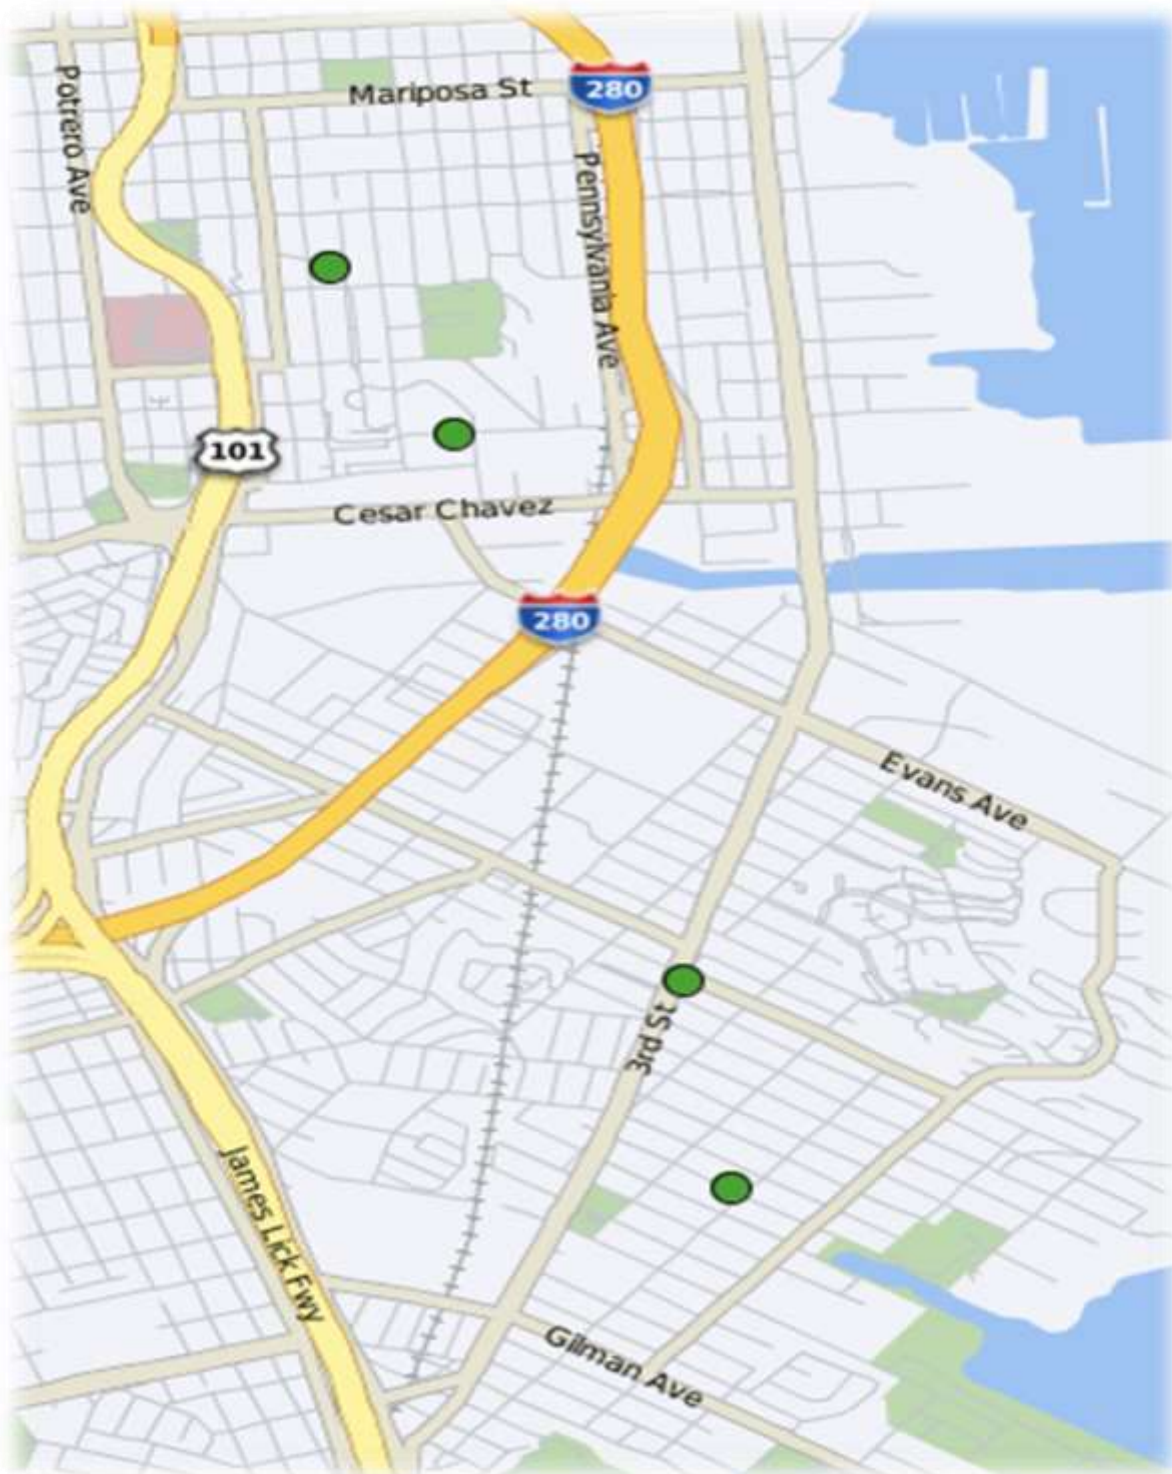 280
Mariposa St
Potrero Ave
Pennsylvania Ave
101
Cesar Chavez
280
Evans Ave
3rd St
James Lick Fwy
Gilman Ave